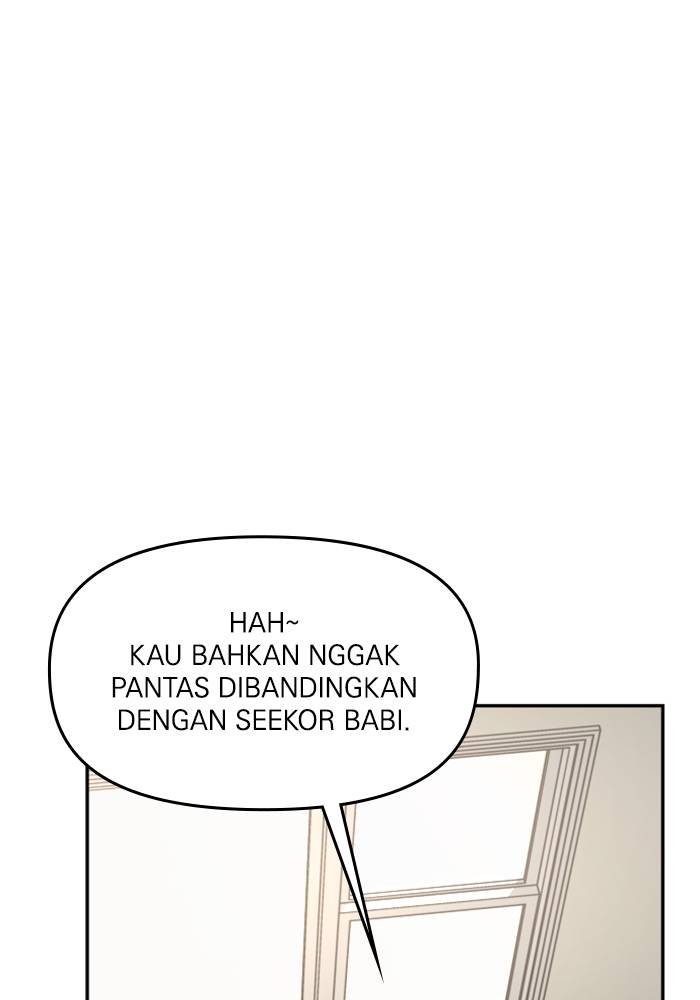 HAH~
KAU BAHKAN NGGAK
PANTAS DIBANDINGKAN
DENGAN SEEKOR BABI.